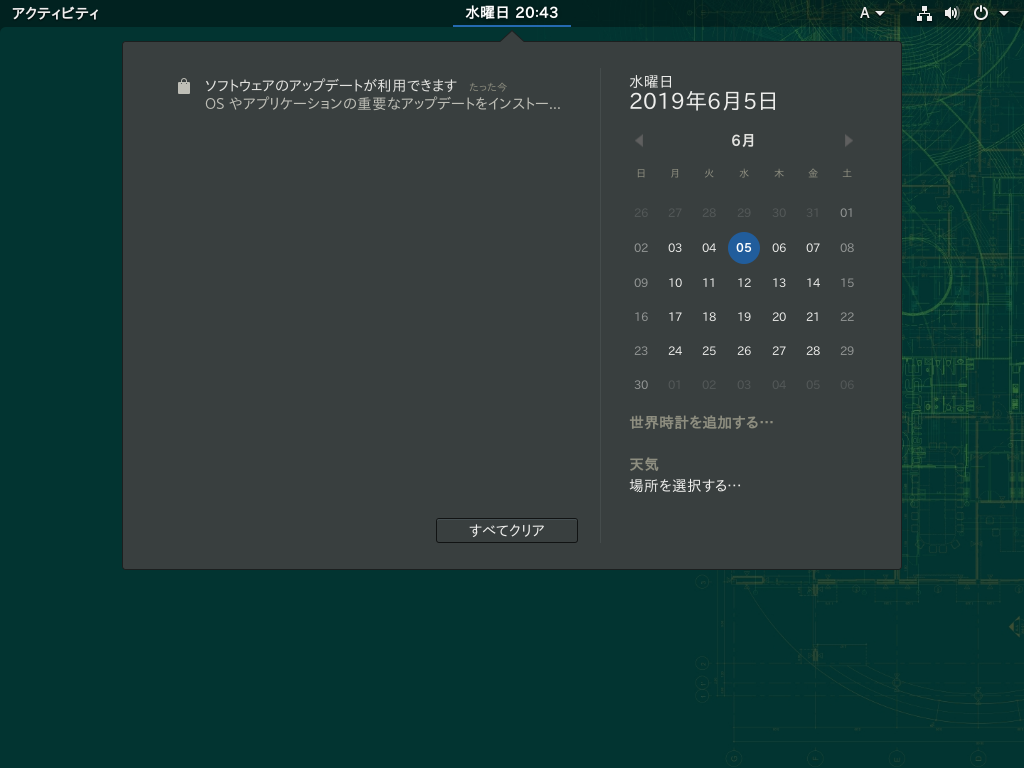 アクティビティ
水曜日 20:43
A
ソフトウェアのアップデートが利用できます たった今
OS やアプリケーションの重要なアップデートをインストー...
すべてクリア
水曜日
2019年6月5日
6月
日 月 火 水 木 金 土
26 27 28 29 30 31 01
02 03 04 05 06 07 08
09 10 11 12 13 14 15
16 17 18 19 20 21 22
23 24 25 26 27 28 29
30 01 02 03 04 05 06
世界時計を追加する…
天気
場所を選択する…